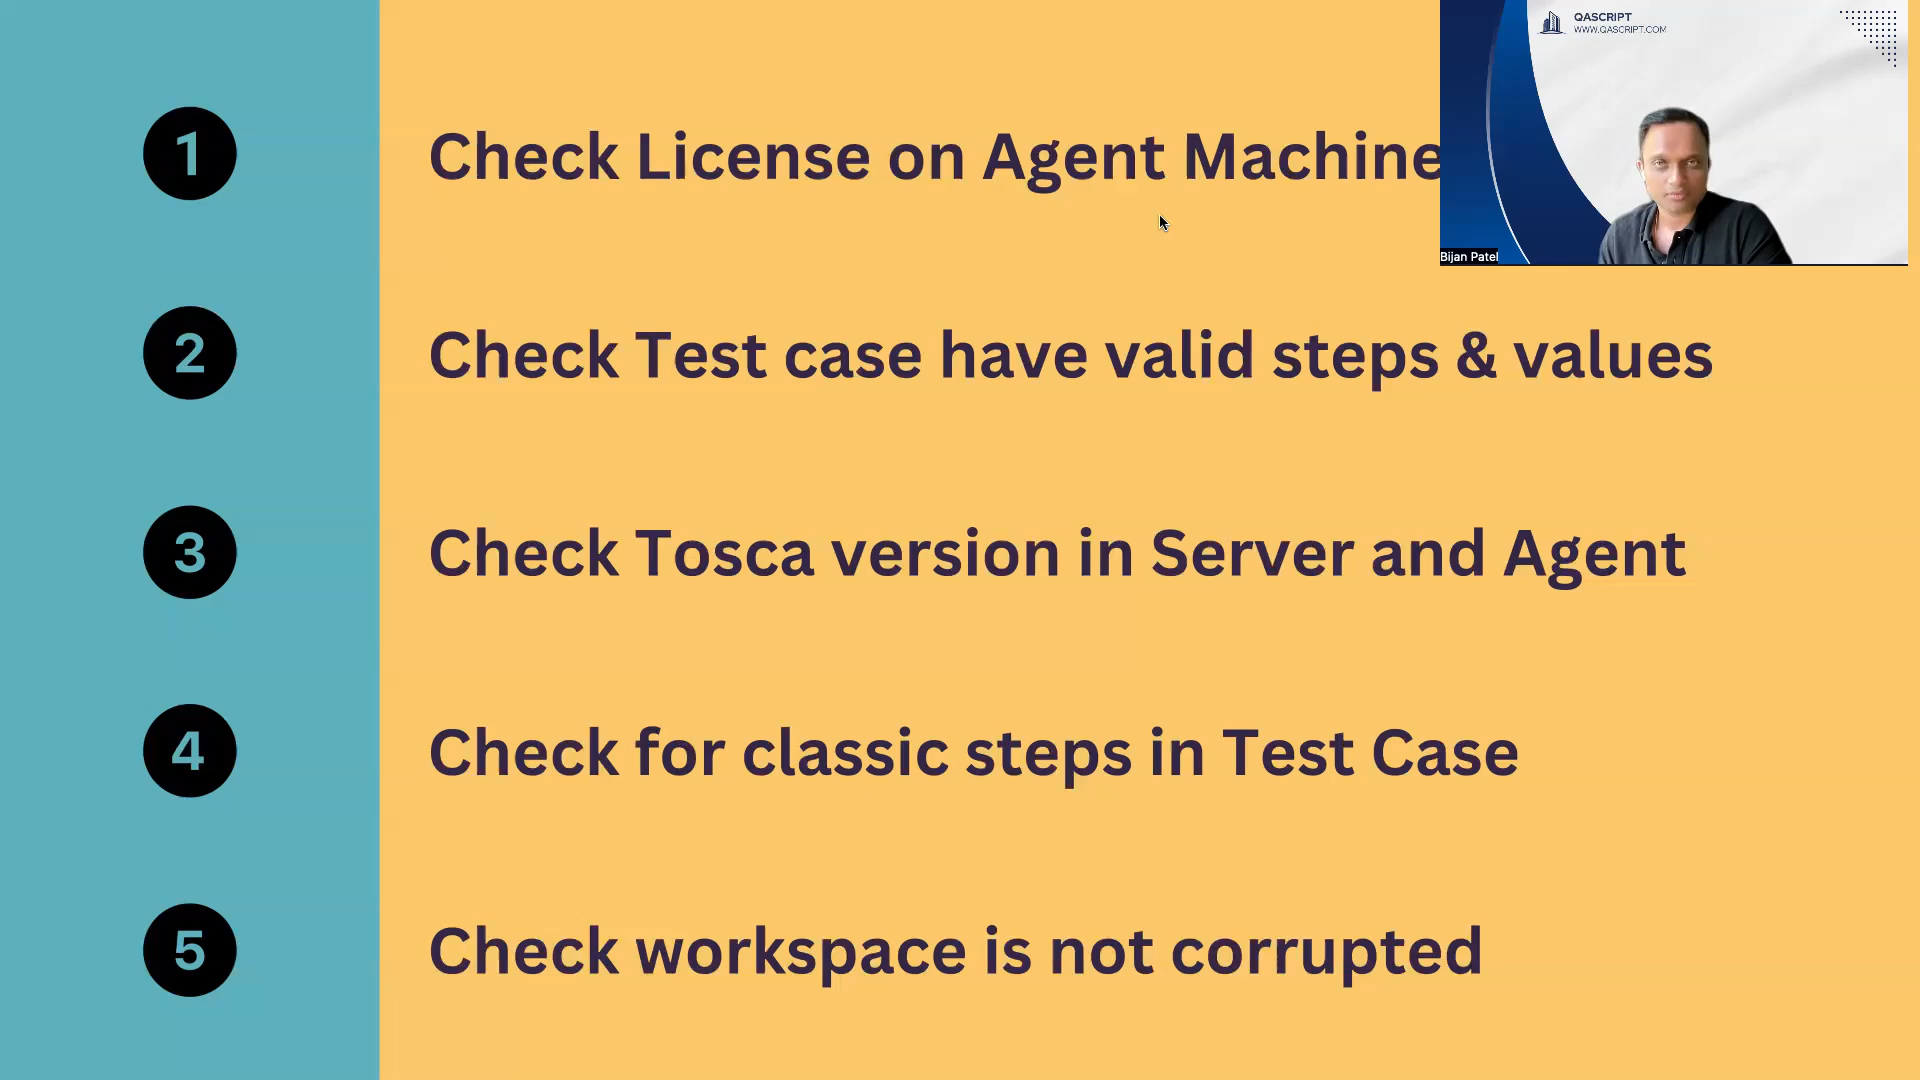 QASCRIPT
WWW.QASCRIPT.COM
Bijan Patel
1 Check License on Agent Machine
2 Check Test case have valid steps & values
3 Check Tosca version in Server and Agent
4 Check for classic steps in Test Case
5 Check workspace is not corrupted